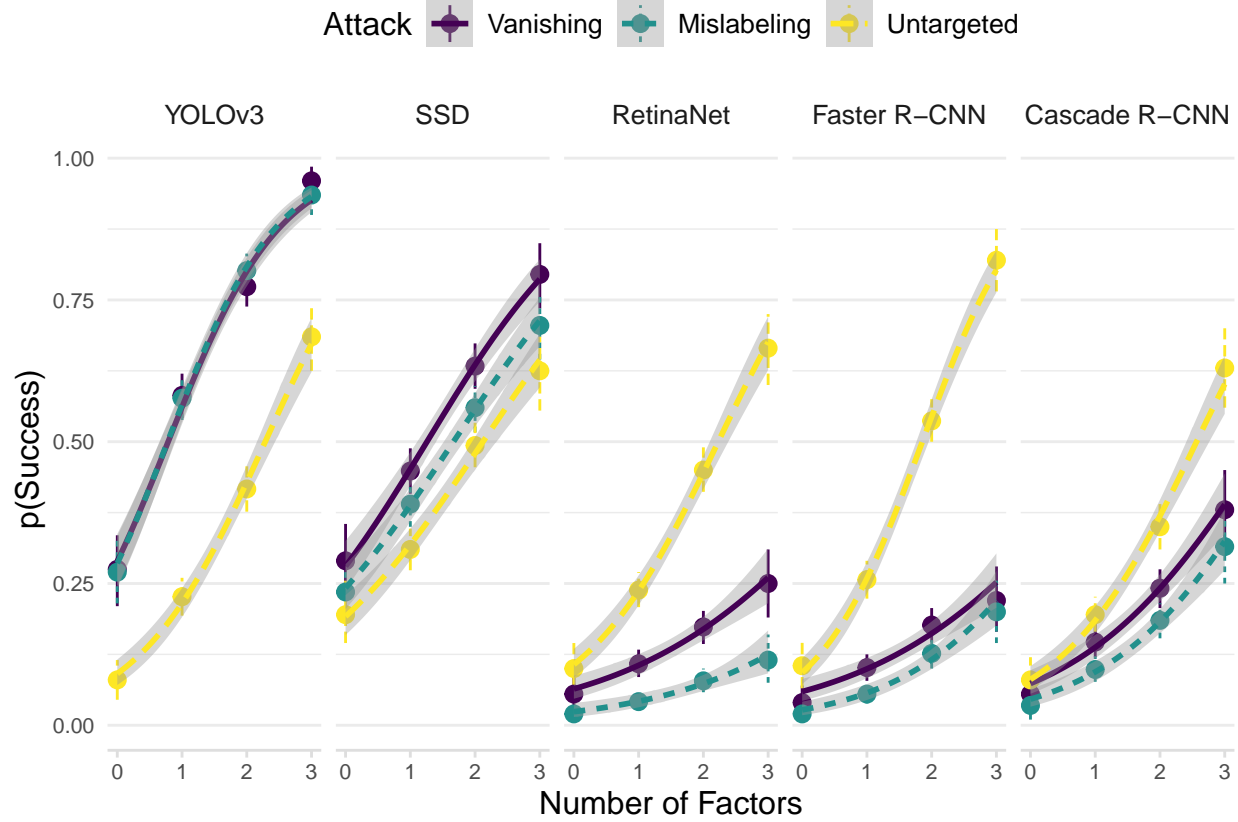 Attack Vanishing Mislabeling Untargeted
YOLOv3 SSD RetinaNet Faster R−CNN Cascade R−CNN
1.00
0.75
0.50
0.25
0.00
p(Success)
0 1 2 3 0 1 2 3 0 1 2 3 0 1 2 3 0 1 2 3
Number of Factors